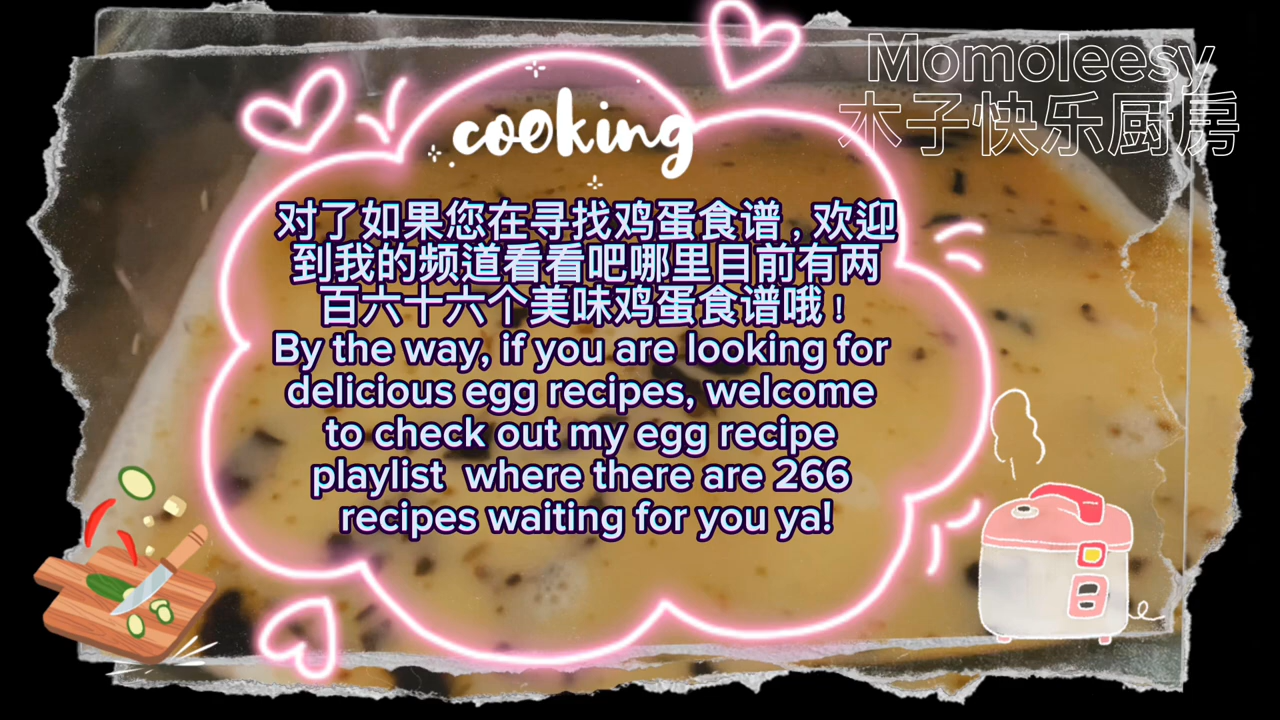 Momoleesy
木子快乐厨房
cooking
对了如果您在寻找鸡蛋食谱，欢迎
到我的频道看看吧哪里目前有两
百六十六个美味鸡蛋食谱哦！
By the way, if you are looking for
delicious egg recipes, welcome
to check out my egg recipe
playlist  where there are 266
recipes waiting for you ya!